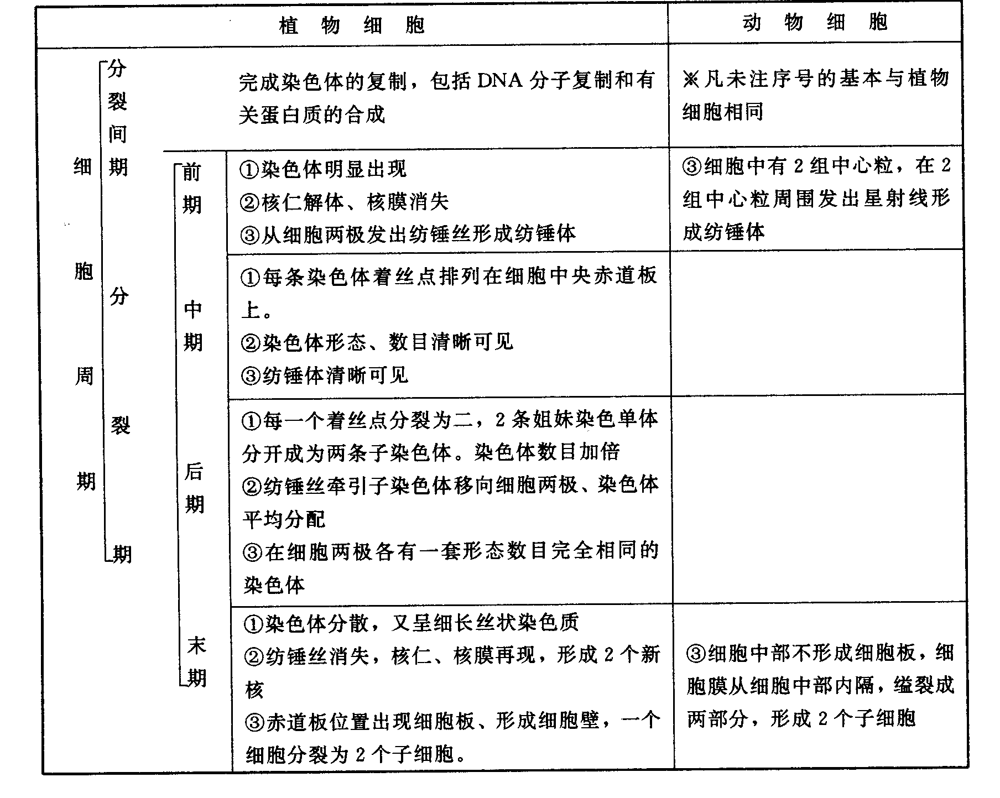 植物细胞
动物细胞
细胞周期
分裂间期
完成染色体的复制，包括 DNA 分子复制和有
关蛋白质的合成
※凡未注序号的基本与植物
细胞相同
分裂期
前期
①染色体明显出现
②核仁解体、核膜消失
③从细胞两极发出纺锤丝形成纺锤体
③细胞中有 2 组中心粒，在 2
组中心粒周围发出星射线形
成纺锤体
中期
①每条染色体着丝点排列在细胞中央赤道板
上。
②染色体形态、数目清晰可见
③纺锤体清晰可见
后期
①每一个着丝点分裂为二，2 条姐妹染色单体
分开成为两条子染色体。染色体数目加倍
②纺锤丝牵引子染色体移向细胞两极、染色体
平均分配
③在细胞两极各有一套形态数目完全相同的
染色体
末期
①染色体分散，又呈细长丝状染色质
②纺锤丝消失，核仁、核膜再现，形成 2 个新
核
③赤道板位置出现细胞板、形成细胞壁，一个
细胞分裂为 2 个子细胞。
③细胞中部不形成细胞板，细
胞膜从细胞中部内隔，缢裂成
两部分，形成 2 个子细胞